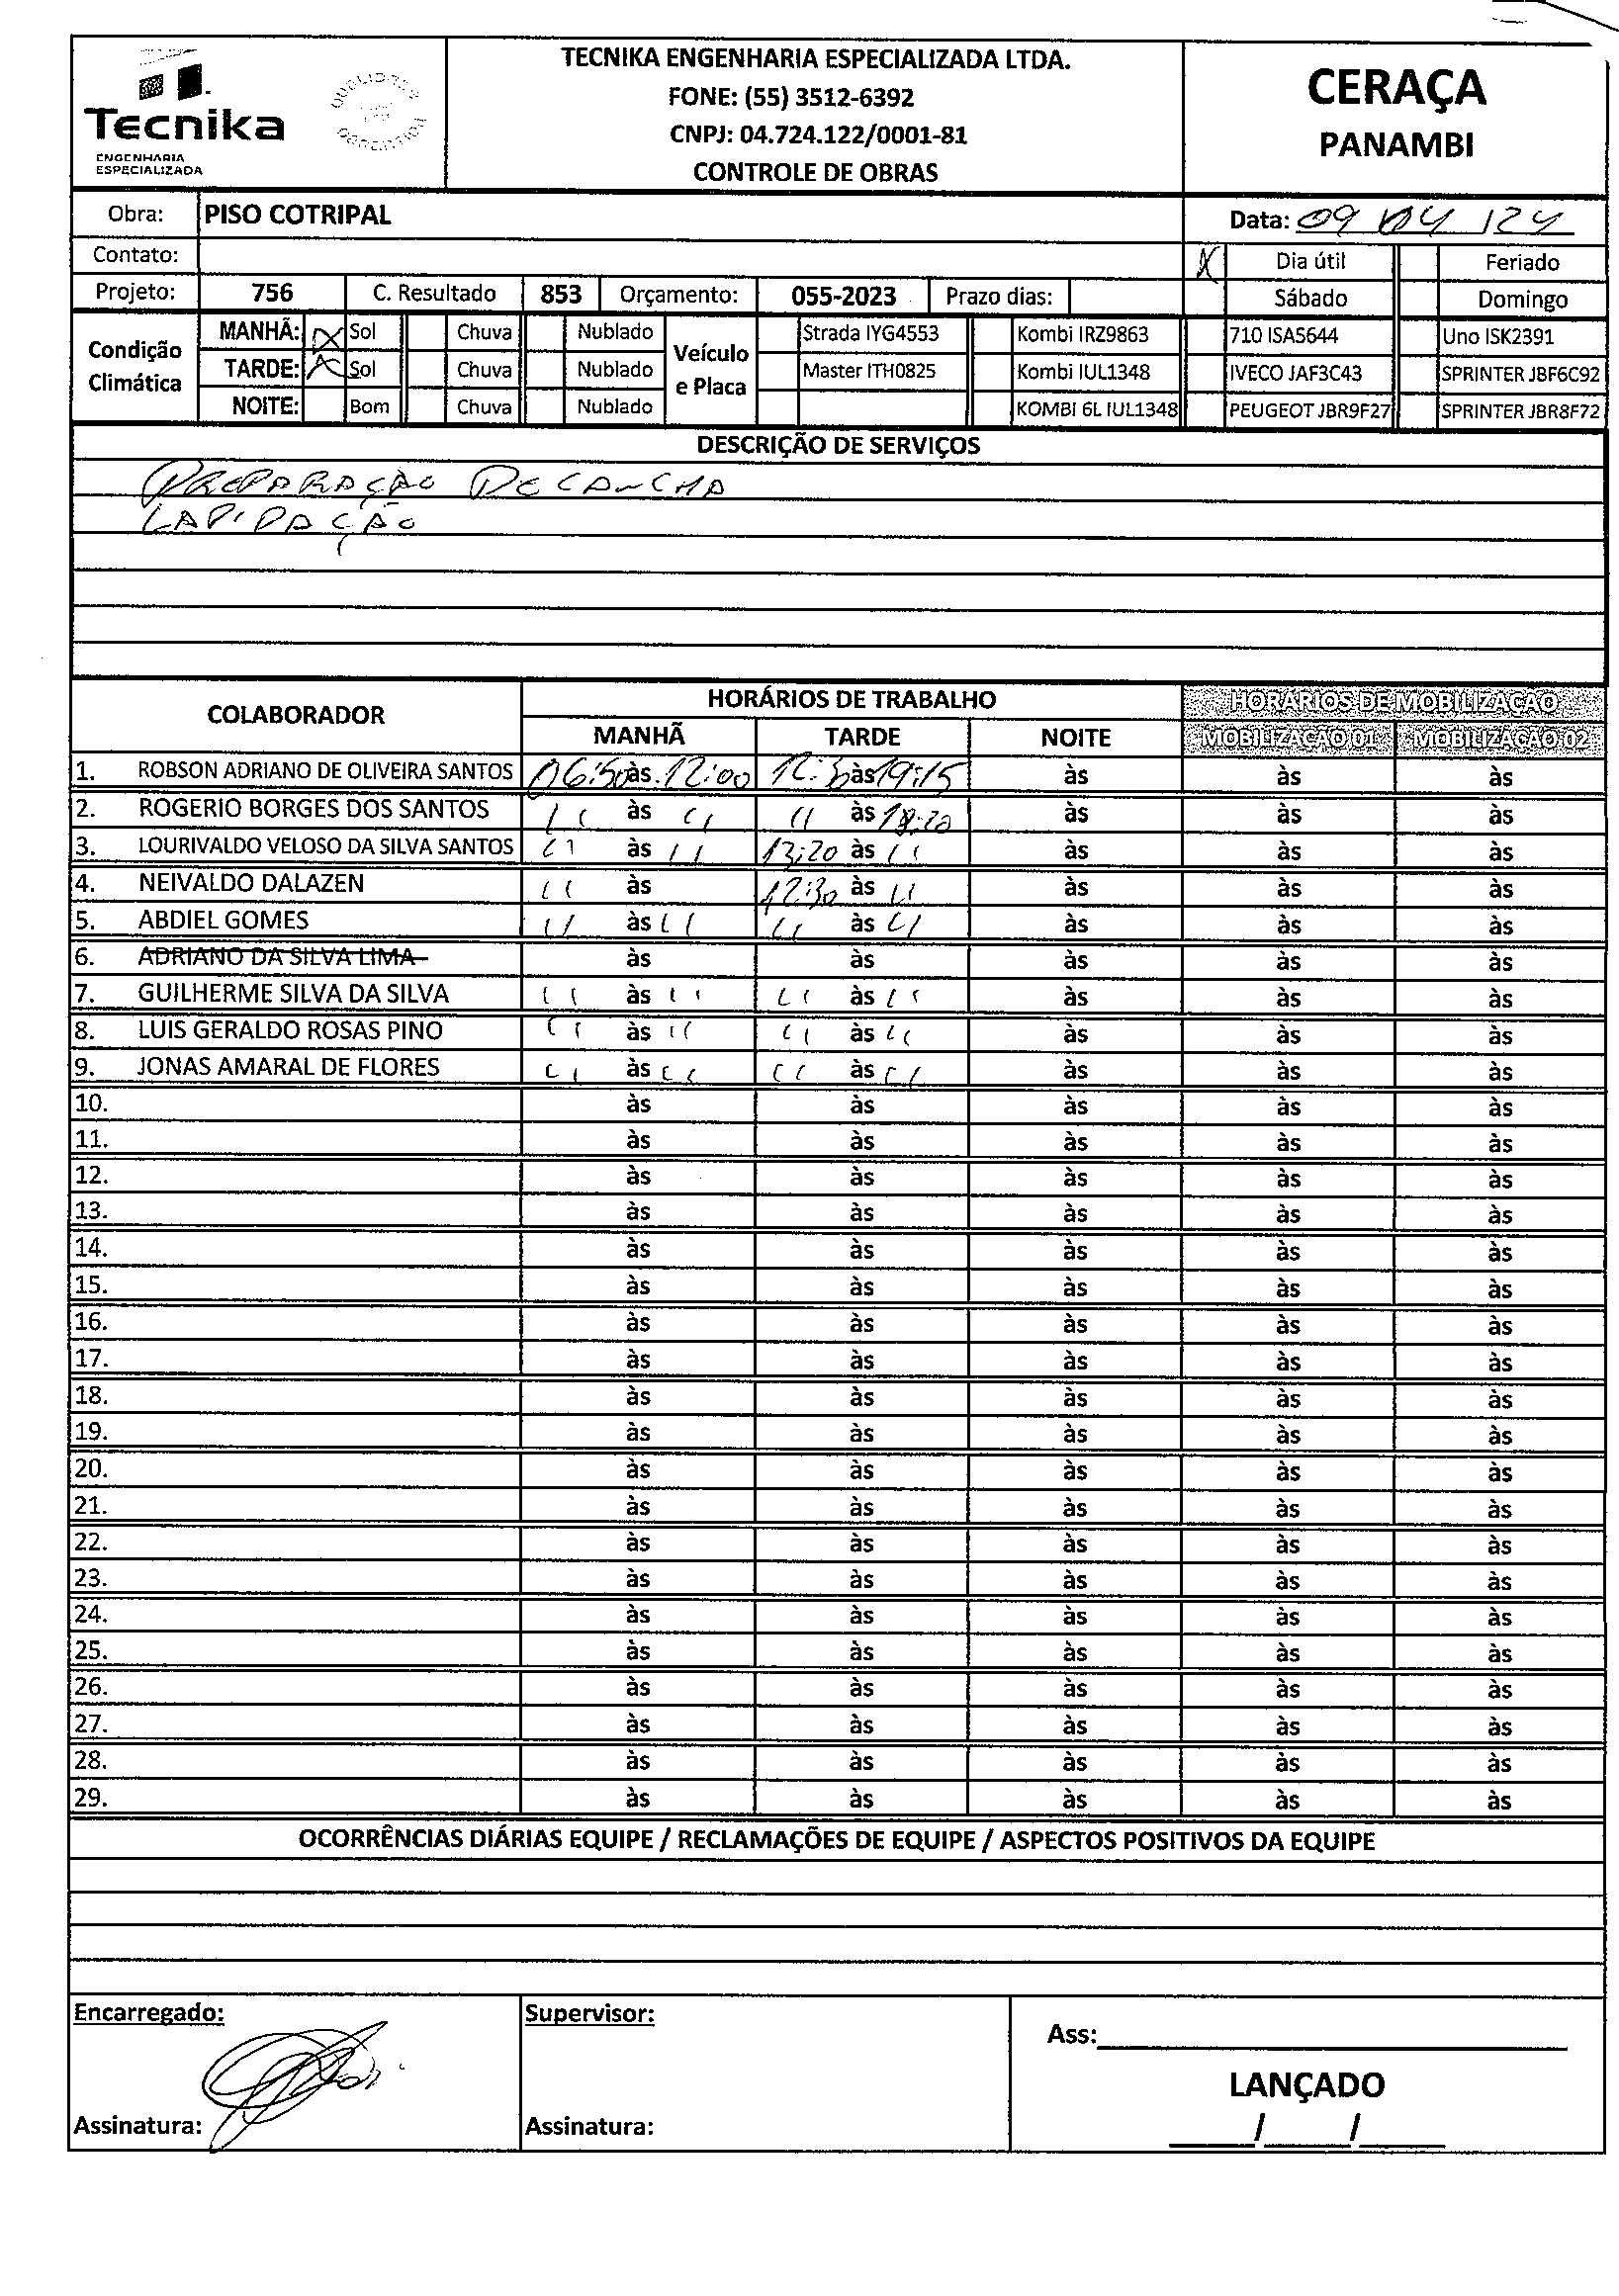 Tecnika
ENGENHARIA
ESPECIALIZADA
TECNIKA ENGENHARIA ESPECIALIZADA LTDA.
FONE: (55) 3512-6392
CNPJ: 04.724.122/0001-81
CONTROLE DE OBRAS
CERAÇA
PANAMBI
Obra: PISO COTRIPAL
Data: 09/04/24
Contato:
X Dia útil Feriado
Projeto: 756 C. Resultado 853 Orçamento: 055-2023 Prazo dias:
Sábado Domingo
Condição Climática
MANHÃ: X Sol Chuva Nublado
TARDE: X Sol Chuva Nublado
NOITE: Bom Chuva Nublado
Veículo e Placa
Strada IYG4553 Kombi IRZ9863 710 ISA5644 Uno ISK2391
Master ITH0825 Kombi IUL1348 IVECO JAF3C43 SPRINTER JBF6C92
KOMBI 6L IUL1348 PEUGEOT JBR9F27 SPRINTER JBR8F72
DESCRIÇÃO DE SERVIÇOS
PREPARAÇÃO DE CANCHA
LAPIDAÇÃO
COLABORADOR HORÁRIOS DE TRABALHO HORÁRIOS DE MOBILIZAÇÃO
MANHÃ TARDE NOITE MOBILIZAÇÃO 01 MOBILIZAÇÃO 02
1. ROBSON ADRIANO DE OLIVEIRA SANTOS 06:50 às 12:00 12:30 às 19:15 às às às
2. ROGERIO BORGES DOS SANTOS " às " " às 18:20 às às às
3. LOURIVALDO VELOSO DA SILVA SANTOS " às " 13:20 às " às às às
4. NEIVALDO DALAZEN " às 12:30 às " às às às
5. ABDIEL GOMES " às " " às " às às às
6. ADRIANO DA SILVA LIMA às às às às às
7. GUILHERME SILVA DA SILVA " às " " às " às às às
8. LUIS GERALDO ROSAS PINO " às " " às " às às às
9. JONAS AMARAL DE FLORES " às " " às " às às às
10. às às às às às
11. às às às às às
12. às às às às às
13. às às às às às
14. às às às às às
15. às às às às às
16. às às às às às
17. às às às às às
18. às às às às às
19. às às às às às
20. às às às às às
21. às às às às às
22. às às às às às
23. às às às às às
24. às às às às às
25. às às às às às
26. às às às às às
27. às às às às às
28. às às às às às
29. às às às às às
OCORRÊNCIAS DIÁRIAS EQUIPE / RECLAMAÇÕES DE EQUIPE / ASPECTOS POSITIVOS DA EQUIPE
Encarregado:
Assinatura:
Supervisor:
Assinatura:
Ass:
LANÇADO
/ /